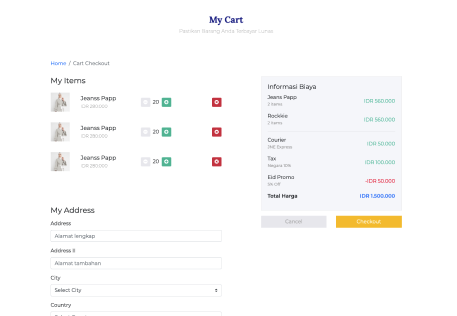 My Cart
Pastikan Barang Anda Terbayar Lunas
Home / Cart Checkout
My Items
Jeanss Papp
IDR 280.000
20
Jeanss Papp
IDR 280.000
20
Jeanss Papp
IDR 280.000
20
Informasi Biaya
Jeans Papp
2 items
IDR 560.000
Rockkie
2 items
IDR 560.000
Courier
JNE Express
IDR 50.000
Tax
Negara 10%
IDR 100.000
Eid Promo
5% Off
-IDR 50.000
Total Harga
IDR 1.500.000
Cancel
Checkout
My Address
Address
Alamat lengkap
Address II
Alamat tambahan
City
Select City
Country